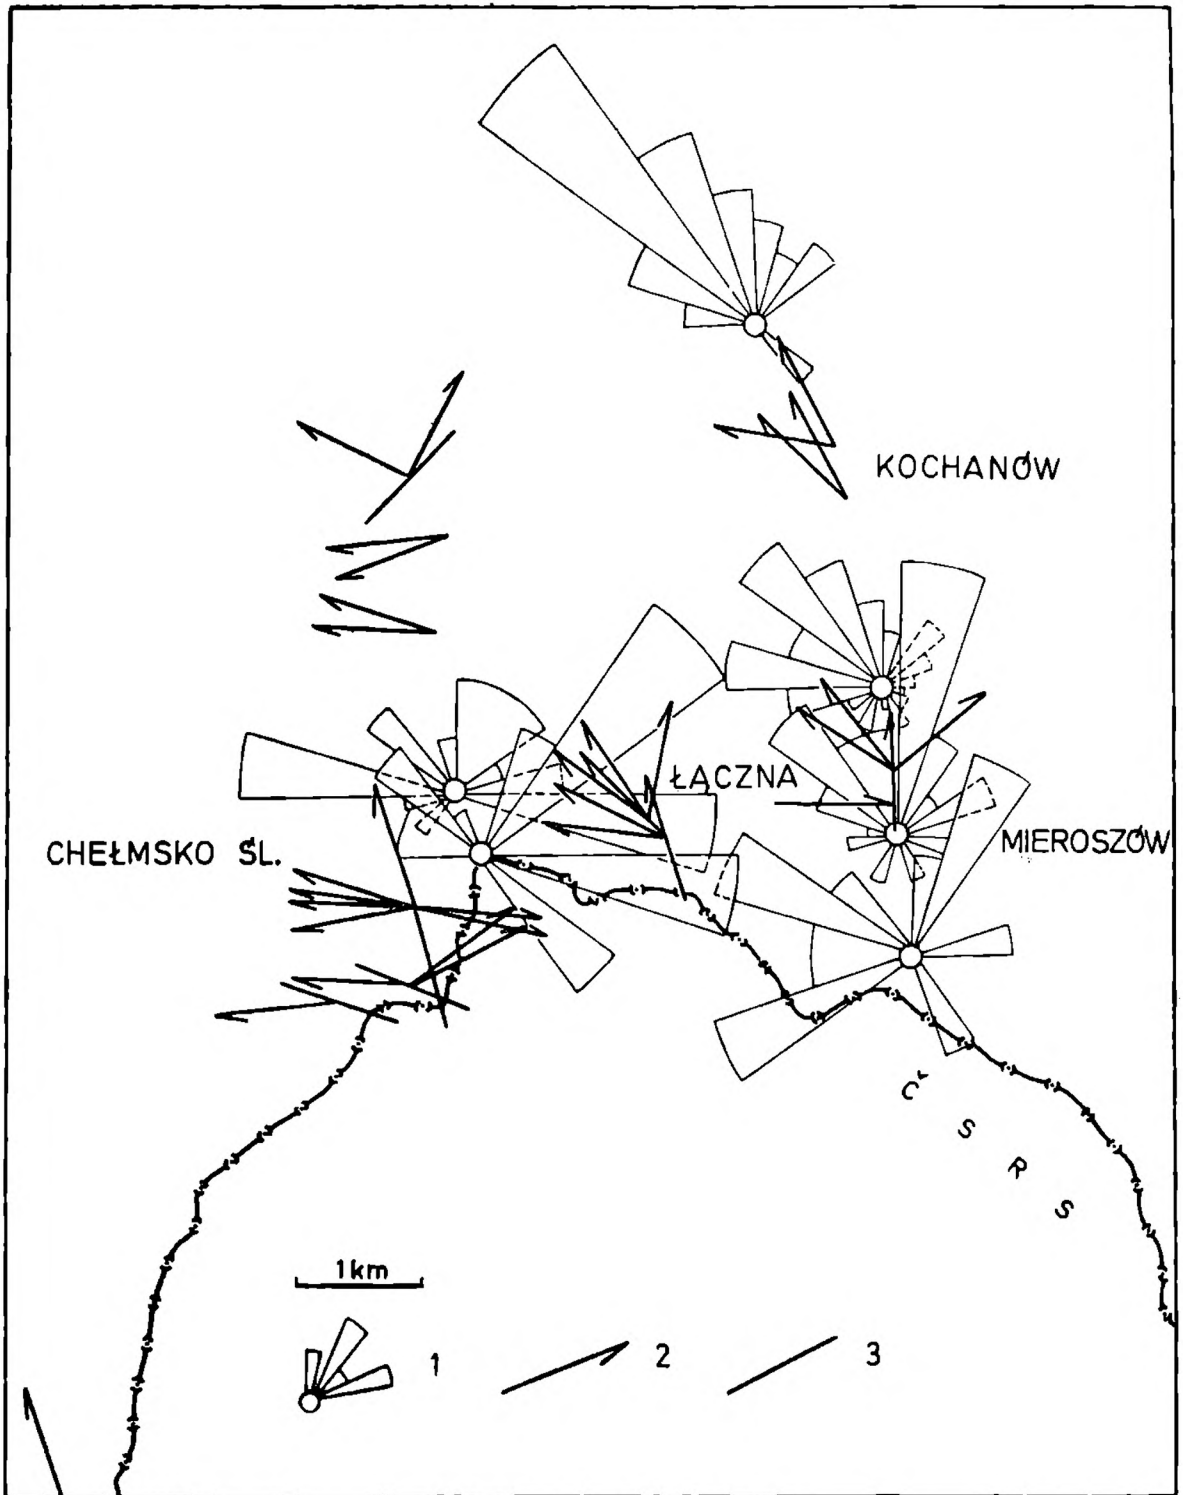 KOCHANÓW
ŁĄCZNA
CHEŁMSKO ŚL.
MIEROSZÓW
Č S R S
1km
1 2 3